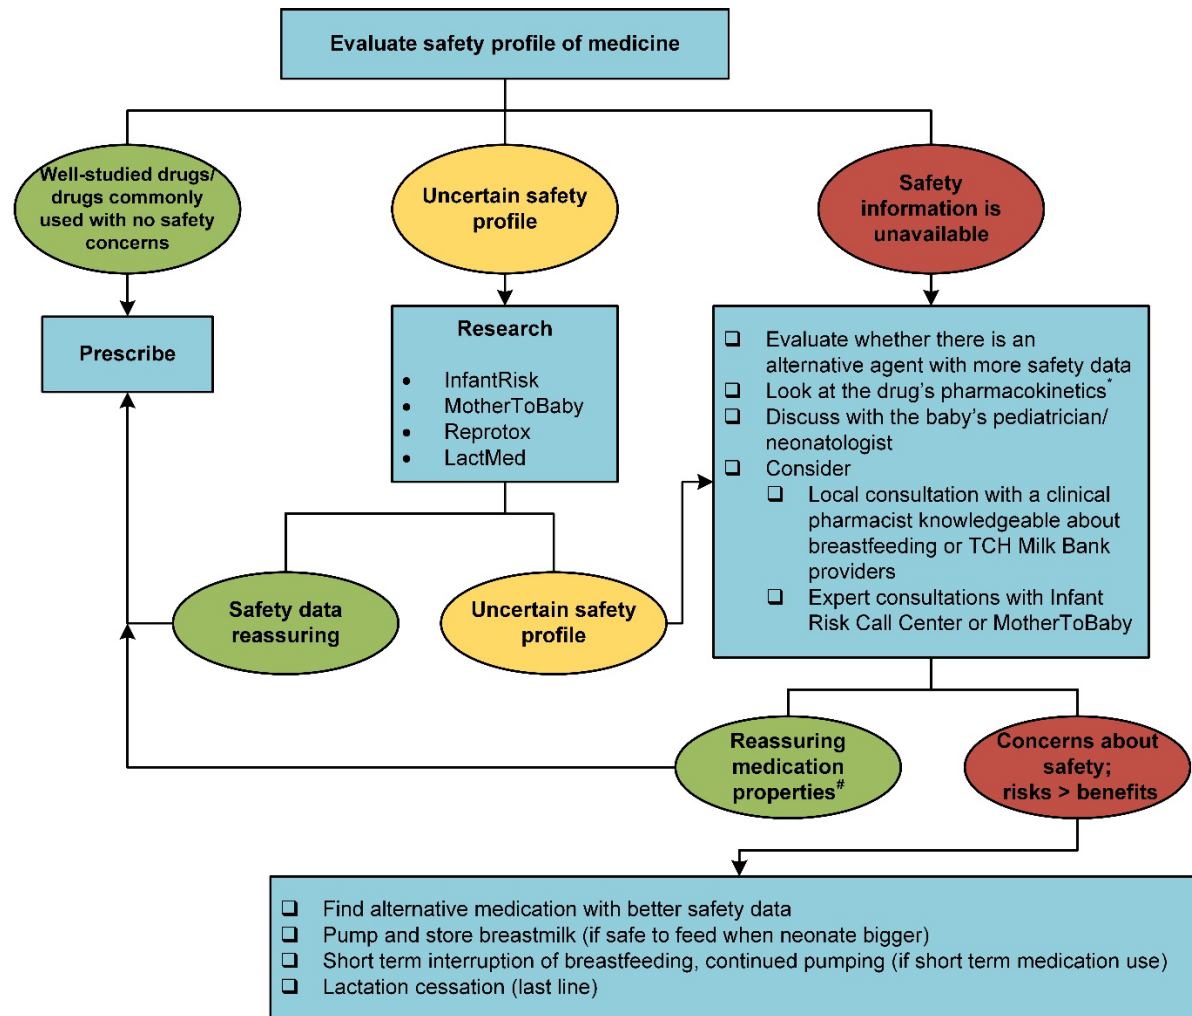 Evaluate safety profile of medicine
Well-studied drugs/
drugs commonly
used with no safety
concerns
Uncertain safety
profile
Safety
information is
unavailable
Prescribe
Research
• InfantRisk
• MotherToBaby
• Reprotox
• LactMed
❑ Evaluate whether there is an
alternative agent with more safety data
❑ Look at the drug's pharmacokinetics*
❑ Discuss with the baby's pediatrician/
neonatologist
❑ Consider
❑ Local consultation with a clinical
pharmacist knowledgeable about
breastfeeding or TCH Milk Bank
providers
❑ Expert consultations with Infant
Risk Call Center or MotherToBaby
Safety data
reassuring
Uncertain safety
profile
Reassuring
medication
properties#
Concerns about
safety;
risks > benefits
❑ Find alternative medication with better safety data
❑ Pump and store breastmilk (if safe to feed when neonate bigger)
❑ Short term interruption of breastfeeding, continued pumping (if short term medication use)
❑ Lactation cessation (last line)